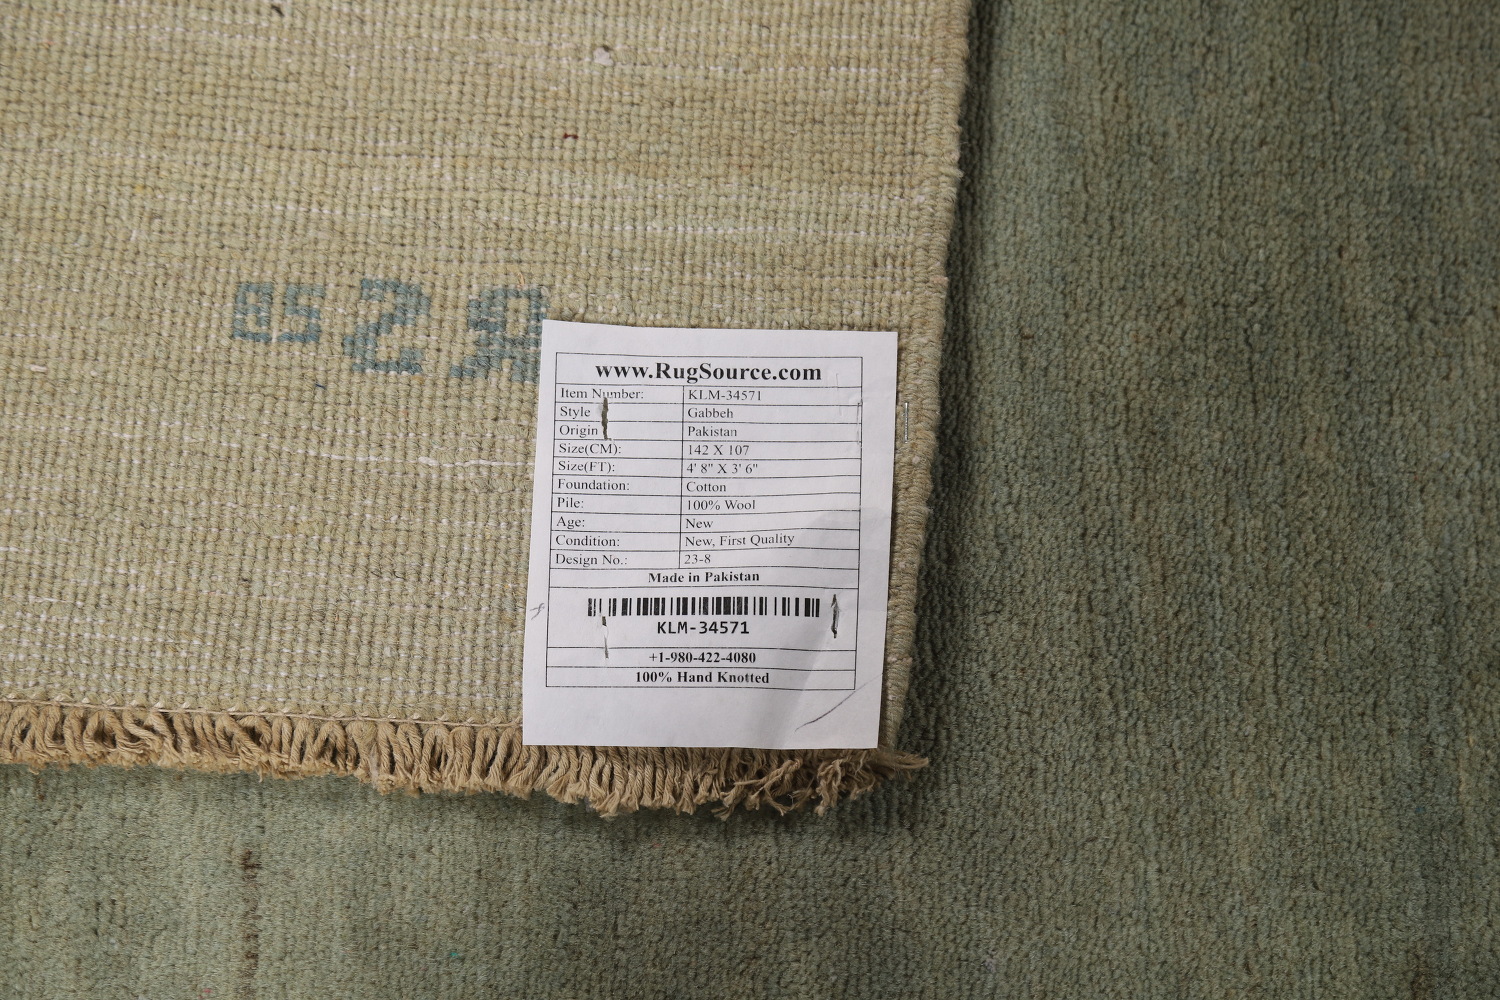 www.RugSource.com
Item Number: KLM-34571
Style Gabbeh
Origin Pakistan
Size(CM): 142 X 107
Size(FT): 4' 8" X 3' 6"
Foundation: Cotton
Pile: 100% Wool
Age: New
Condition: New, First Quality
Design No.: 23-8
Made in Pakistan
KLM-34571
+1-980-422-4080
100% Hand Knotted